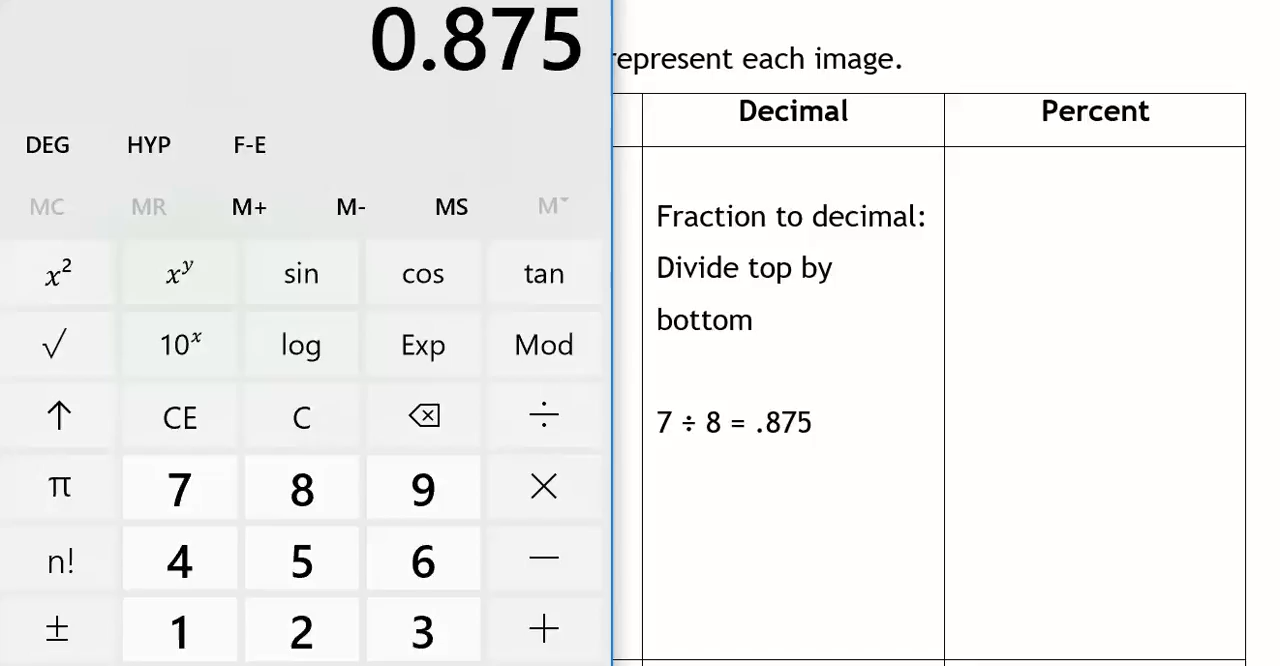 0.875
DEG HYP F-E
MC MR M+ M- MS M˅
x² xʸ sin cos tan
√ 10ˣ log Exp Mod
↑ CE C ⌫ ÷
π 7 8 9 ×
n! 4 5 6 −
± 1 2 3 +
represent each image.
Decimal Percent
Fraction to decimal:
Divide top by
bottom
7 ÷ 8 = .875